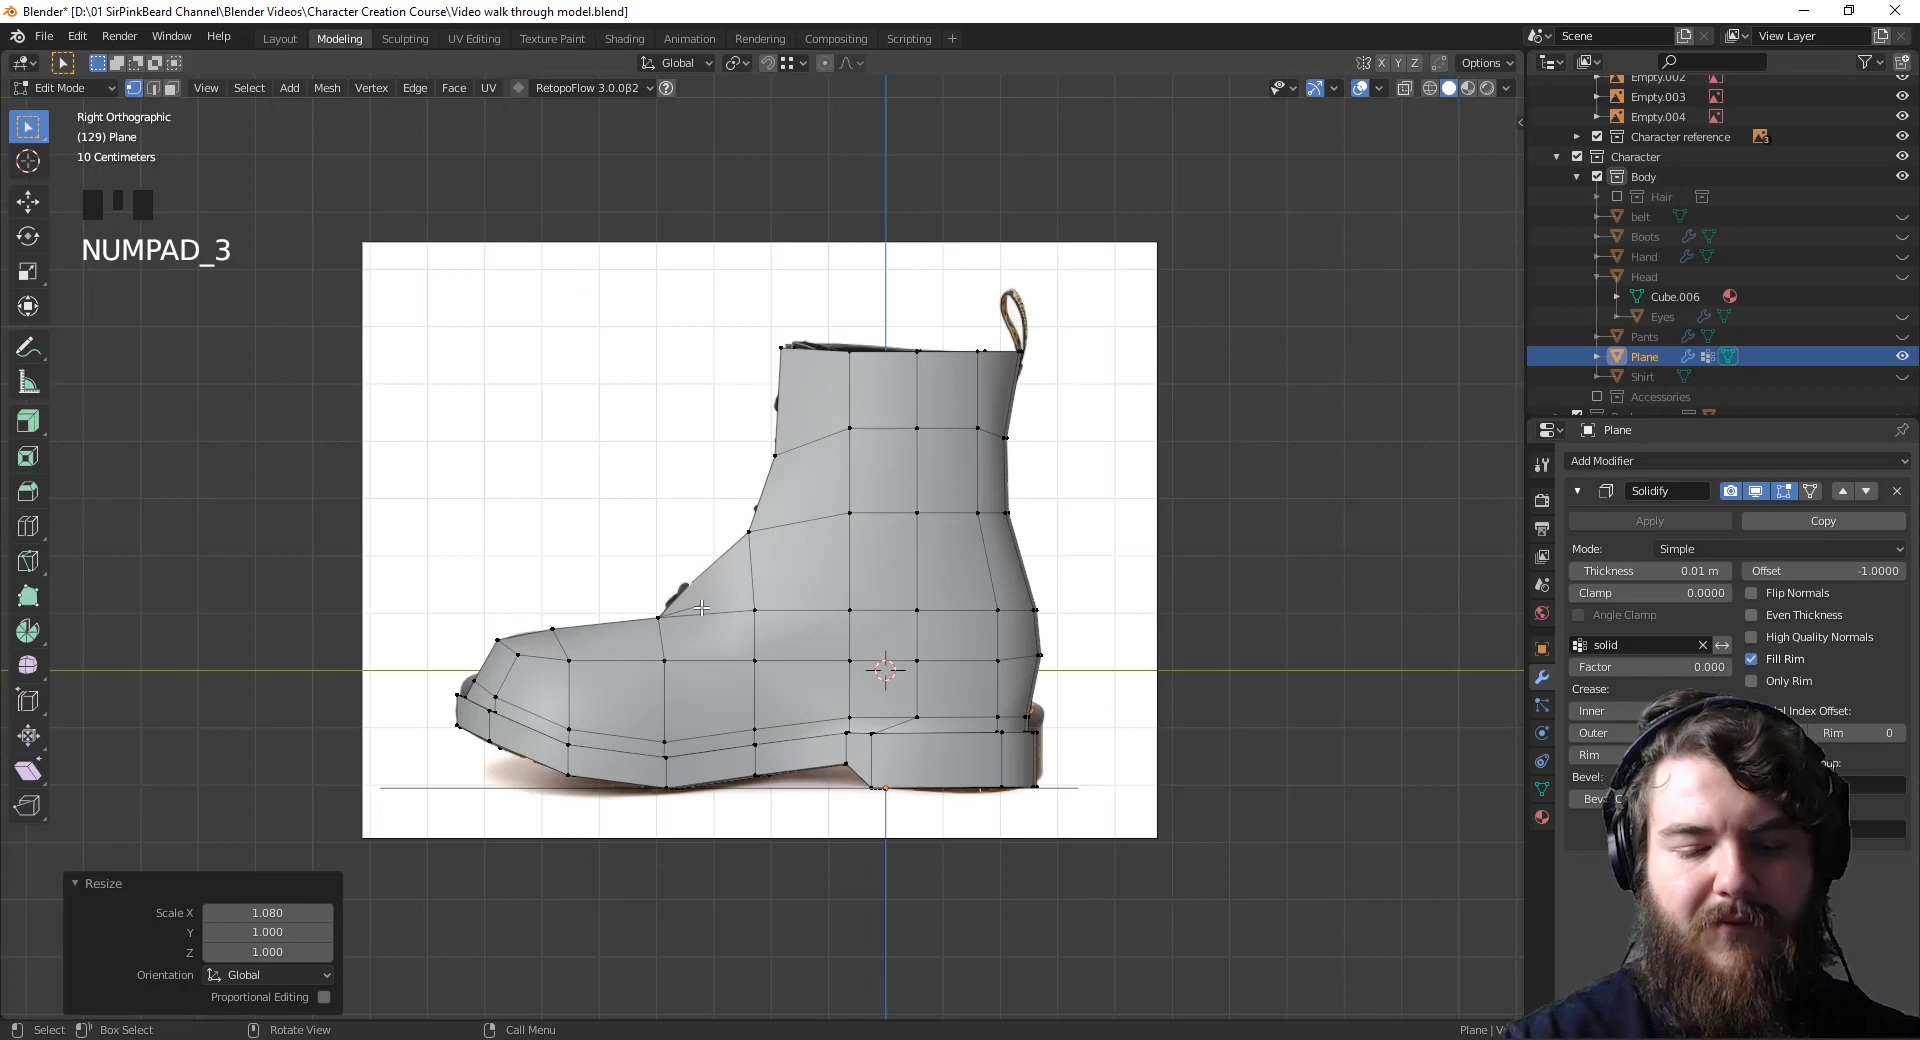 Blender* [D:\01 SirPinkBeard Channel\Blender Videos\Character Creation Course\Video walk through model.blend]
File Edit Render Window Help Layout Modeling Sculpting UV Editing Texture Paint Shading Animation Rendering Compositing Scripting + Scene View Layer
Global X Y Z Options
Edit Mode View Select Add Mesh Vertex Edge Face UV RetopoFlow 3.0.0β2
Right Orthographic
(129) Plane
10 Centimeters
NUMPAD_3
Empty.002
Empty.003
Empty.004
Character reference 3
Character
Body
Hair
belt
Boots
Hand
Head
Cube.006
Eyes
Pants
Plane
Shirt
Accessories
Plane
Add Modifier
Solidify
Apply Copy
Mode: Simple
Thickness 0.01 m Offset -1.0000
Clamp 0.0000 Flip Normals
Angle Clamp Even Thickness
High Quality Normals
solid Fill Rim
Factor 0.000 Only Rim
Crease:
Inner Index Offset:
Outer Rim 0
Rim
Bevel:
Resize
Scale X 1.080
Y 1.000
Z 1.000
Orientation Global
Proportional Editing
Select Box Select Rotate View Call Menu Plane